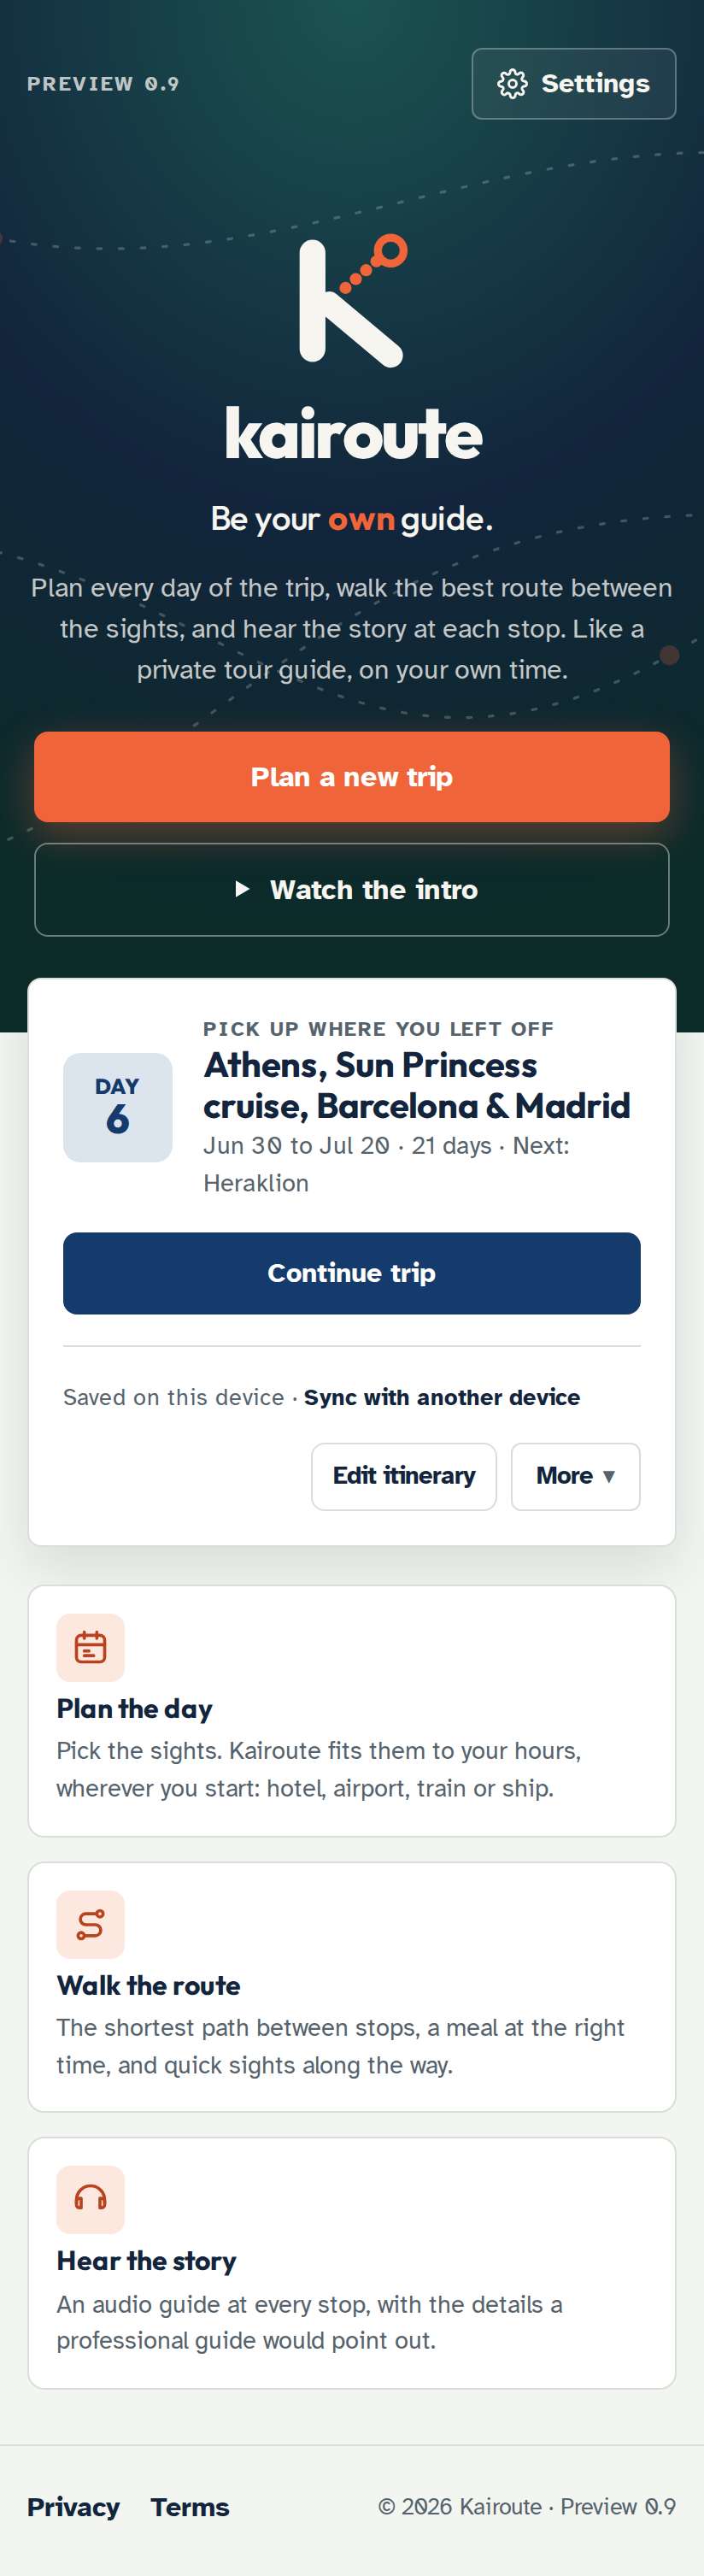 PREVIEW 0.9
Settings
kairoute
Be your own guide.
Plan every day of the trip, walk the best route between
the sights, and hear the story at each stop. Like a
private tour guide, on your own time.
Plan a new trip
Watch the intro
PICK UP WHERE YOU LEFT OFF
DAY
6
Athens, Sun Princess
cruise, Barcelona & Madrid
Jun 30 to Jul 20 · 21 days · Next:
Heraklion
Continue trip
Saved on this device · Sync with another device
Edit itinerary
More ▾
Plan the day
Pick the sights. Kairoute fits them to your hours,
wherever you start: hotel, airport, train or ship.
Walk the route
The shortest path between stops, a meal at the right
time, and quick sights along the way.
Hear the story
An audio guide at every stop, with the details a
professional guide would point out.
Privacy
Terms
© 2026 Kairoute · Preview 0.9